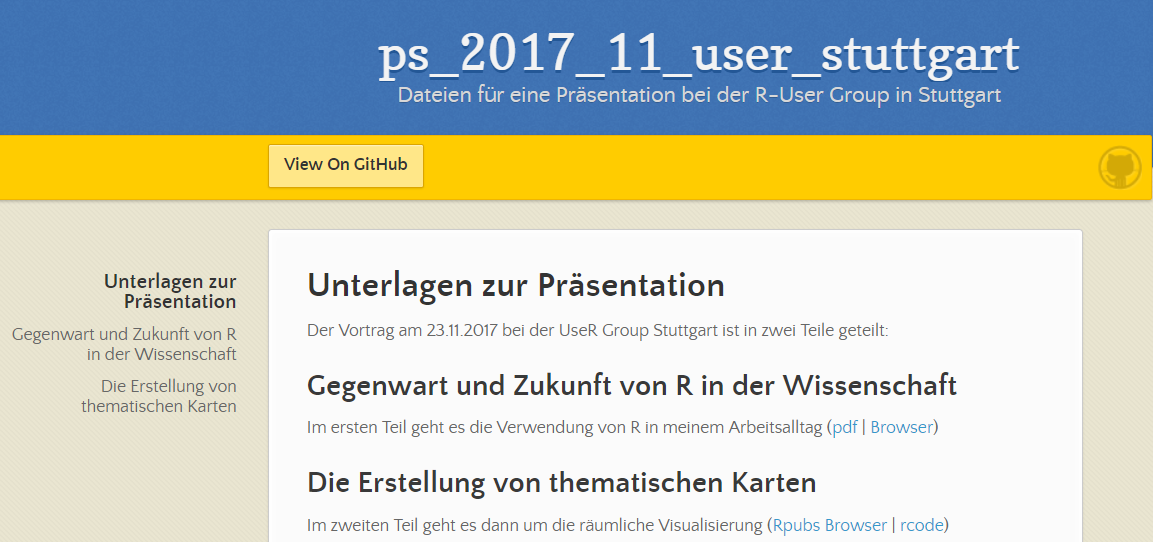 ps_2017_11_user_stuttgart
Dateien für eine Präsentation bei der R-User Group in Stuttgart
View On GitHub
Unterlagen zur
Präsentation
Gegenwart und Zukunft von R
in der Wissenschaft
Die Erstellung von
thematischen Karten
Unterlagen zur Präsentation
Der Vortrag am 23.11.2017 bei der UseR Group Stuttgart ist in zwei Teile geteilt:
Gegenwart und Zukunft von R in der Wissenschaft
Im ersten Teil geht es die Verwendung von R in meinem Arbeitsalltag (pdf | Browser)
Die Erstellung von thematischen Karten
Im zweiten Teil geht es dann um die räumliche Visualisierung (Rpubs Browser | rcode)